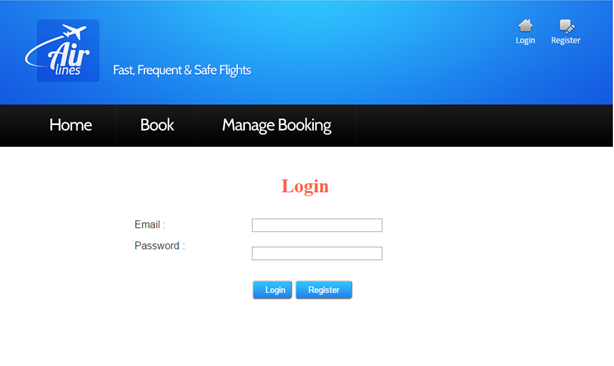 Air
lines
Fast, Frequent & Safe Flights
Login Register
Home Book Manage Booking
Login
Email :
Password :
Login Register